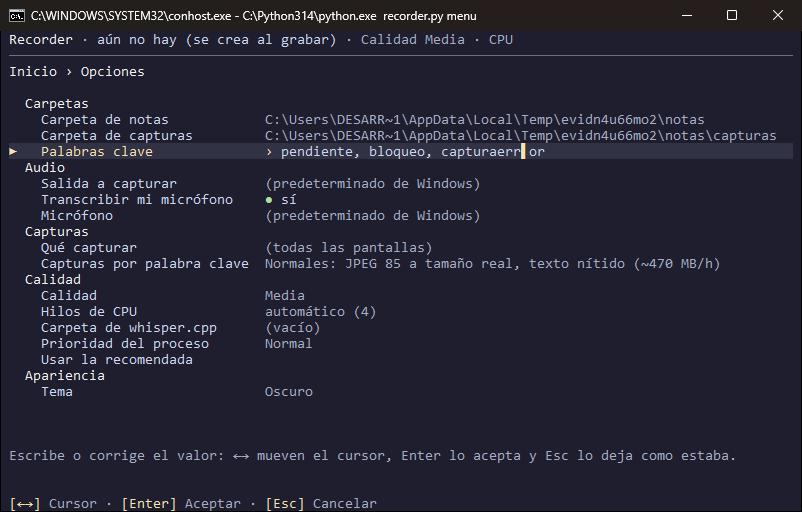 C:\WINDOWS\SYSTEM32\conhost.exe - C:\Python314\python.exe recorder.py menu
Recorder · aún no hay (se crea al grabar) · Calidad Media · CPU
Inicio › Opciones
Carpetas
Carpeta de notas C:\Users\DESARR~1\AppData\Local\Temp\evidn4u66mo2\notas
Carpeta de capturas C:\Users\DESARR~1\AppData\Local\Temp\evidn4u66mo2\notas\capturas
► Palabras clave › pendiente, bloqueo, capturaerr or
Audio
Salida a capturar (predeterminado de Windows)
Transcribir mi micrófono ● sí
Micrófono (predeterminado de Windows)
Capturas
Qué capturar (todas las pantallas)
Capturas por palabra clave Normales: JPEG 85 a tamaño real, texto nítido (~470 MB/h)
Calidad
Calidad Media
Hilos de CPU automático (4)
Carpeta de whisper.cpp (vacío)
Prioridad del proceso Normal
Usar la recomendada
Apariencia
Tema Oscuro
Escribe o corrige el valor: ↔ mueven el cursor, Enter lo acepta y Esc lo deja como estaba.
[↔] Cursor · [Enter] Aceptar · [Esc] Cancelar